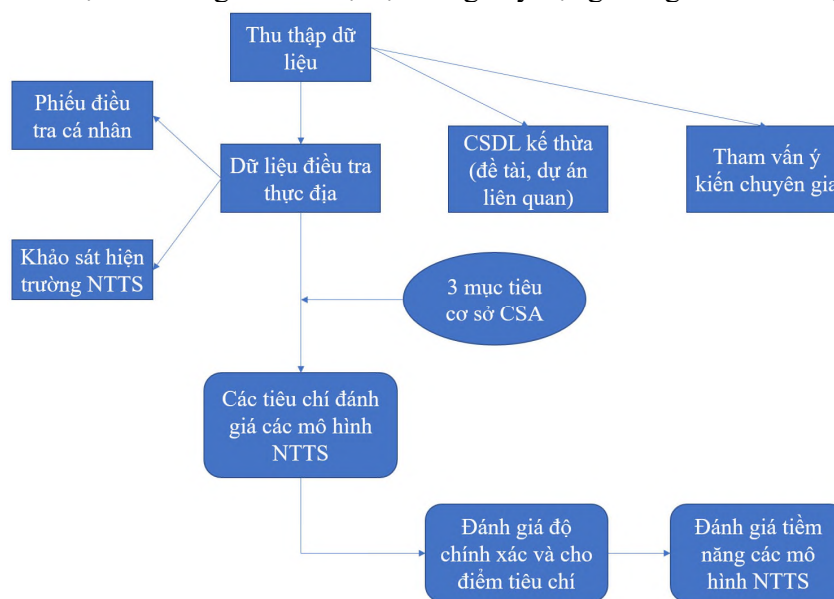 Thu thập dữ
liệu
Phiếu điều
tra cá nhân
Dữ liệu điều tra
thực địa
CSDL kế thừa
(đề tài, dự án
liên quan)
Tham vấn ý
kiến chuyên gia
Khảo sát hiện
trường NTTS
3 mục tiêu
cơ sở CSA
Các tiêu chí đánh
giá các mô hình
NTTS
Đánh giá độ
chính xác và cho
điểm tiêu chí
Đánh giá tiềm
năng các mô
hình NTTS